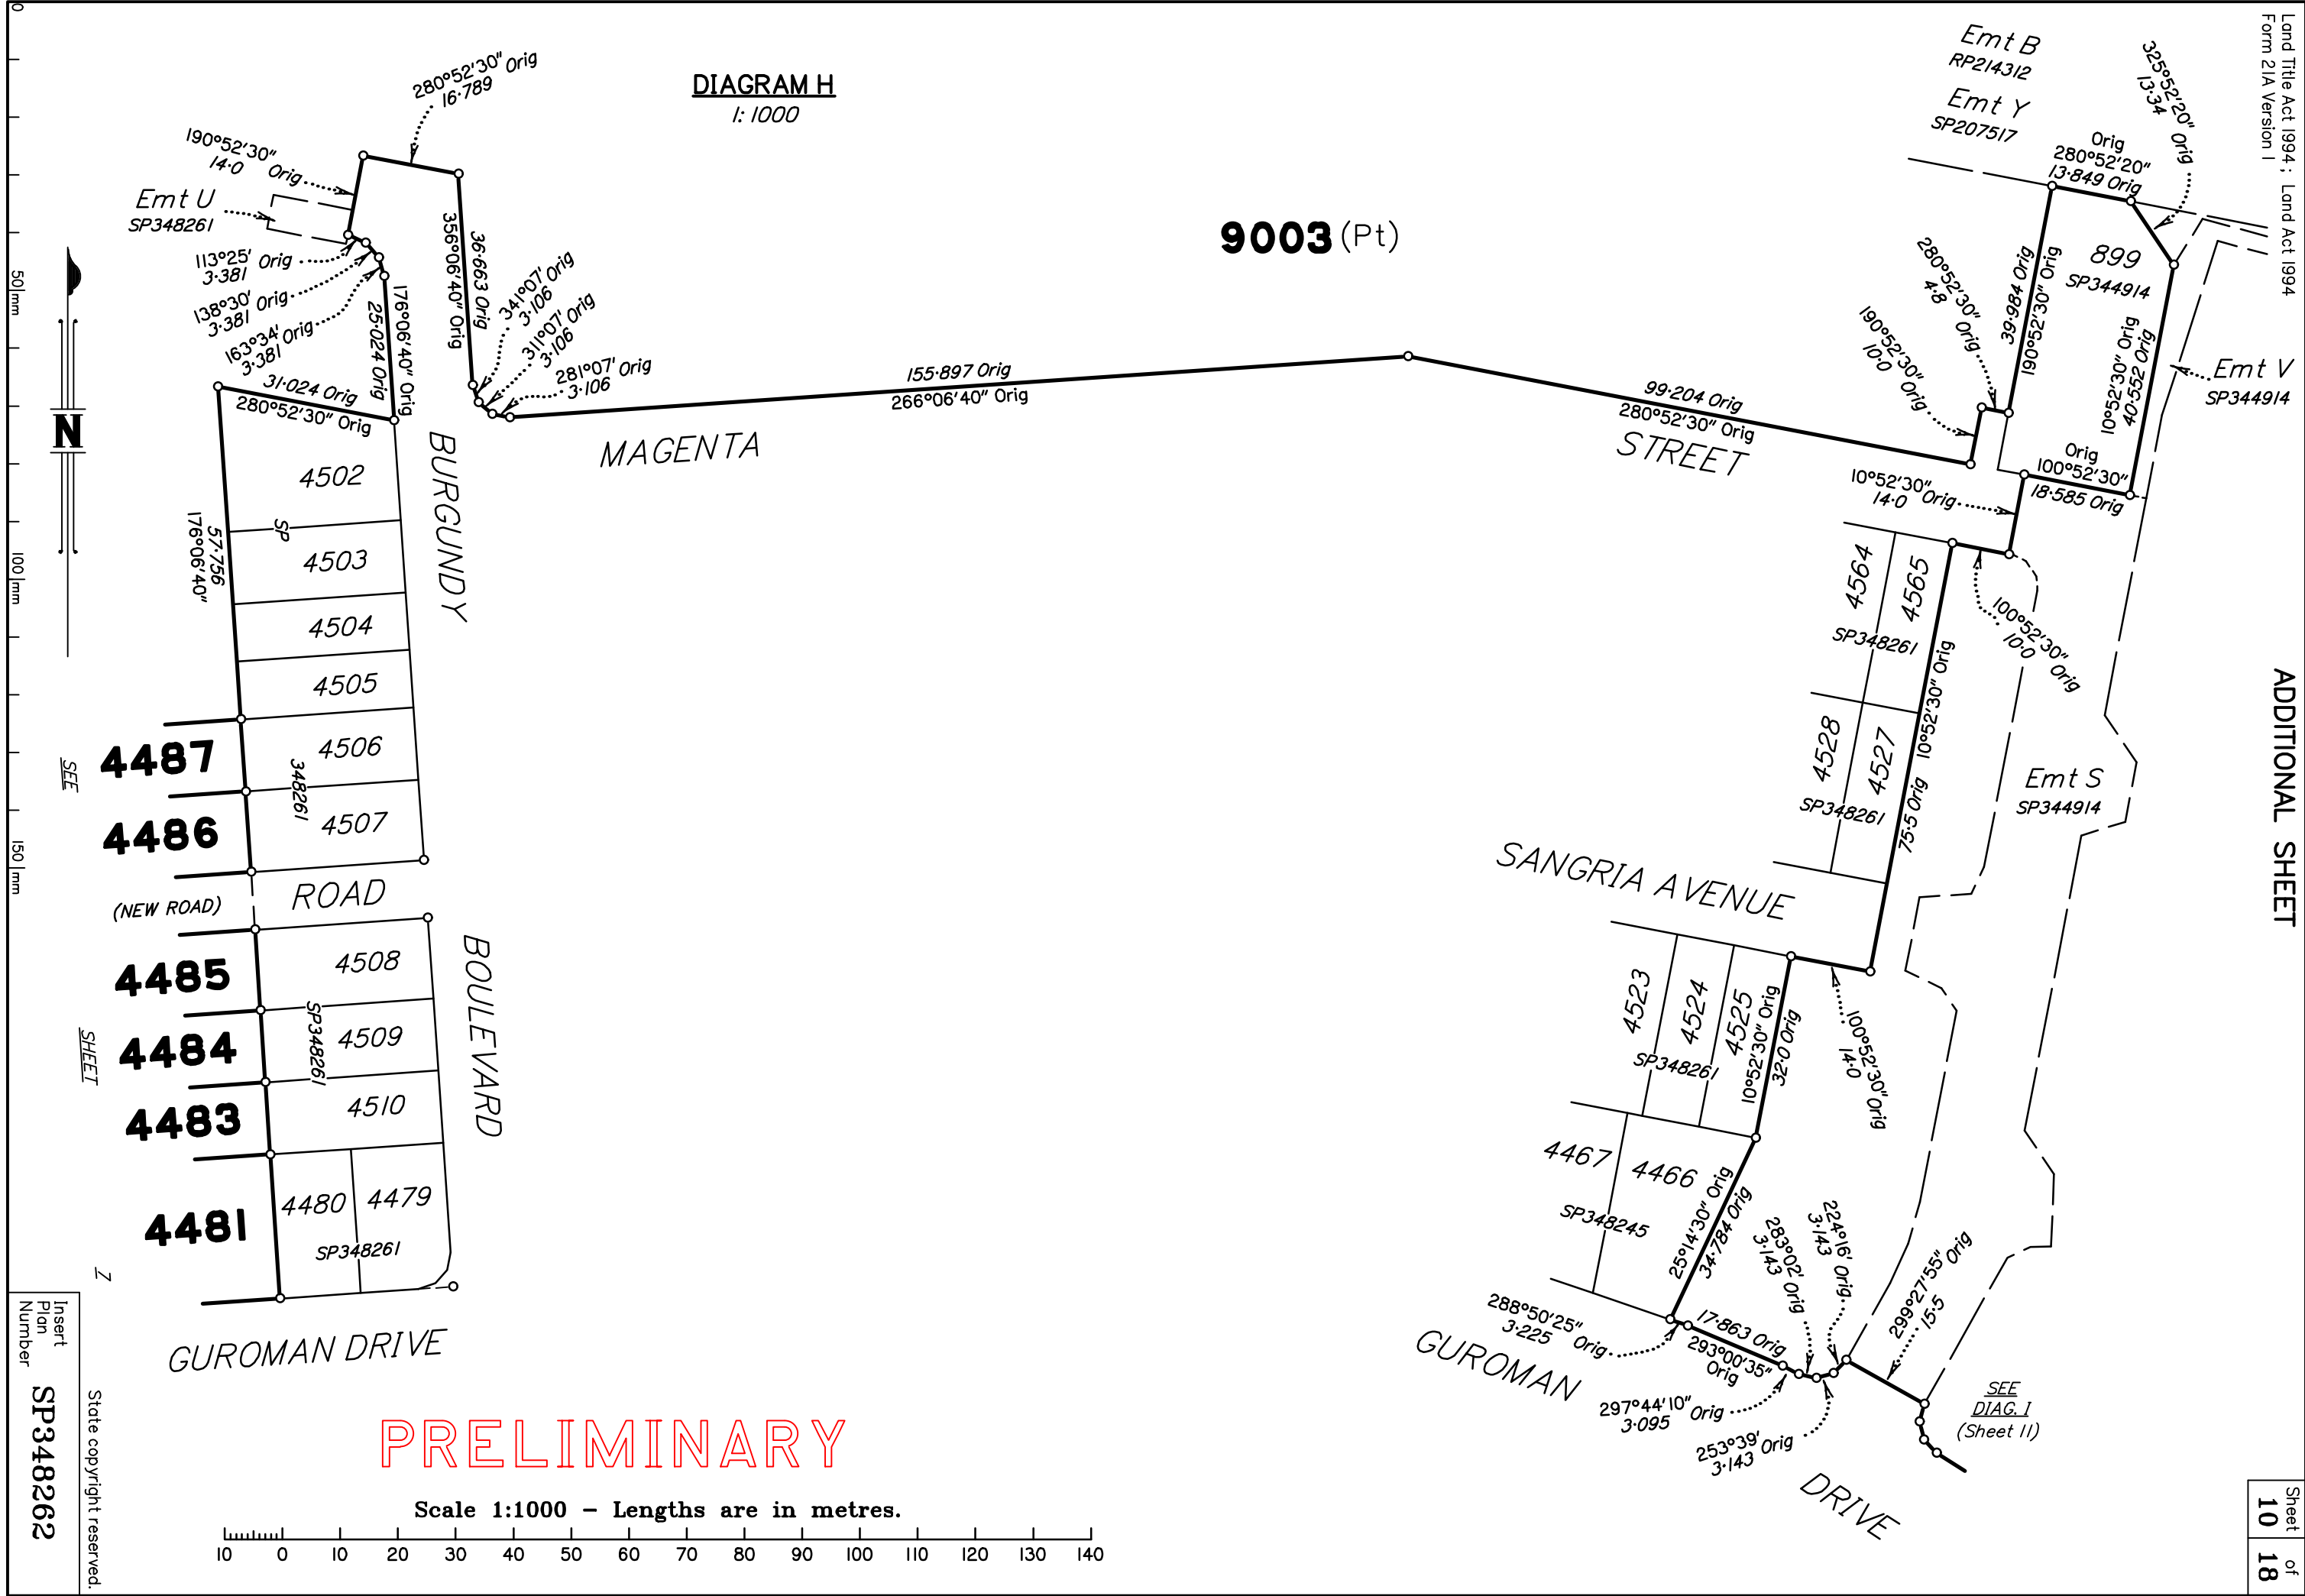 Land Title Act 1994 ; Land Act 1994
Form 21A Version 1
ADDITIONAL SHEET
Sheet of
10 18
DIAGRAM H
1: 1000
280°52'30" Orig
16·789
190°52'30"
14·0 Orig
Emt U
SP348261
113°25' Orig
3·381
138°30' Orig
3·381
163°34' Orig
3·381
31·024 Orig
280°52'30" Orig
176°06'40" Orig
25·024 Orig
36·663 Orig
356°06'40" Orig
341°07' Orig
3·106
311°07' Orig
3·106
281°07' Orig
3·106
155·897 Orig
266°06'40" Orig
MAGENTA
STREET
99·204 Orig
280°52'30" Orig
9003 (Pt)
Emt B
RP214312
Emt Y
SP207517
325°52'20" Orig
13·34
Orig
280°52'20"
13·849 Orig
899
SP344914
39·984 Orig
190°52'30" Orig
280°52'30" Orig
4·8
190°52'30" Orig
10·0
10°52'30" Orig
40·552 Orig
Emt V
SP344914
Orig
100°52'30"
18·585 Orig
10°52'30" Orig
14·0
100°52'30" Orig
10·0
4564
4565
SP348261
4528
4527
SP348261
10°52'30" Orig
75·5 Orig
Emt S
SP344914
SANGRIA AVENUE
4523
4524
4525
SP348261
10°52'30" Orig
32·0 Orig
100°52'30" Orig
14·0
4467
4466
SP348245
25°14'30" Orig
34·784 Orig
283°02' Orig
3·143
224°16' Orig
3·143
299°27'55" Orig
15·5
288°50'25" Orig
3·225
17·863 Orig
293°00'35"
Orig
297°44'10" Orig
3·095
253°39' Orig
3·143
GUROMAN
DRIVE
SEE
DIAG. I
(Sheet 11)
N
BURGUNDY
BOULEVARD
57·756
176°06'40"
4502
SP
4503
4504
4505
4506
348261
4507
ROAD
(NEW ROAD)
4508
4509
SP348261
4510
4480
4479
SP348261
4487
4486
4485
4484
4483
4481
SEE
SHEET
7
GUROMAN DRIVE
PRELIMINARY
Scale 1:1000 – Lengths are in metres.
10 0 10 20 30 40 50 60 70 80 90 100 110 120 130 140
0
50 mm
100 mm
150 mm
State copyright reserved.
Insert
Plan
Number
SP348262